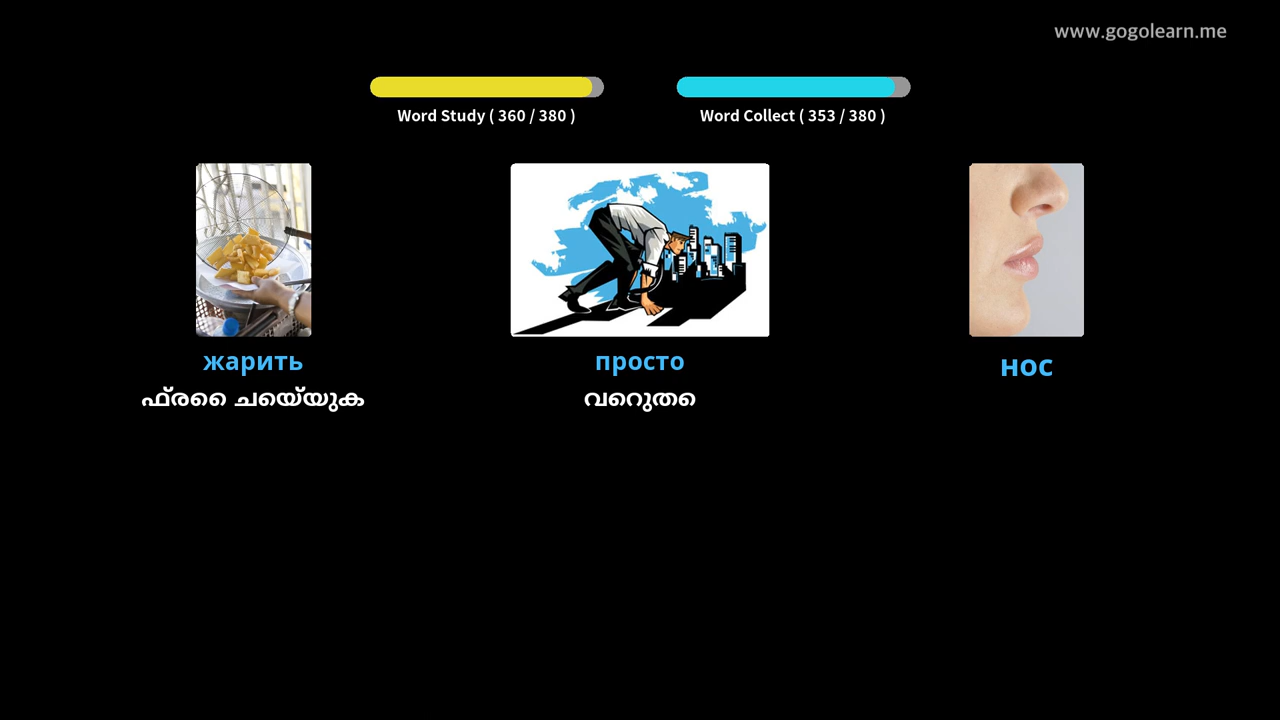 www.gogolearn.me
Word Study ( 360 / 380 )
Word Collect ( 353 / 380 )
жарить
просто
нос
ഫ്രൈ ചെയ്യുക
വെറുതെ